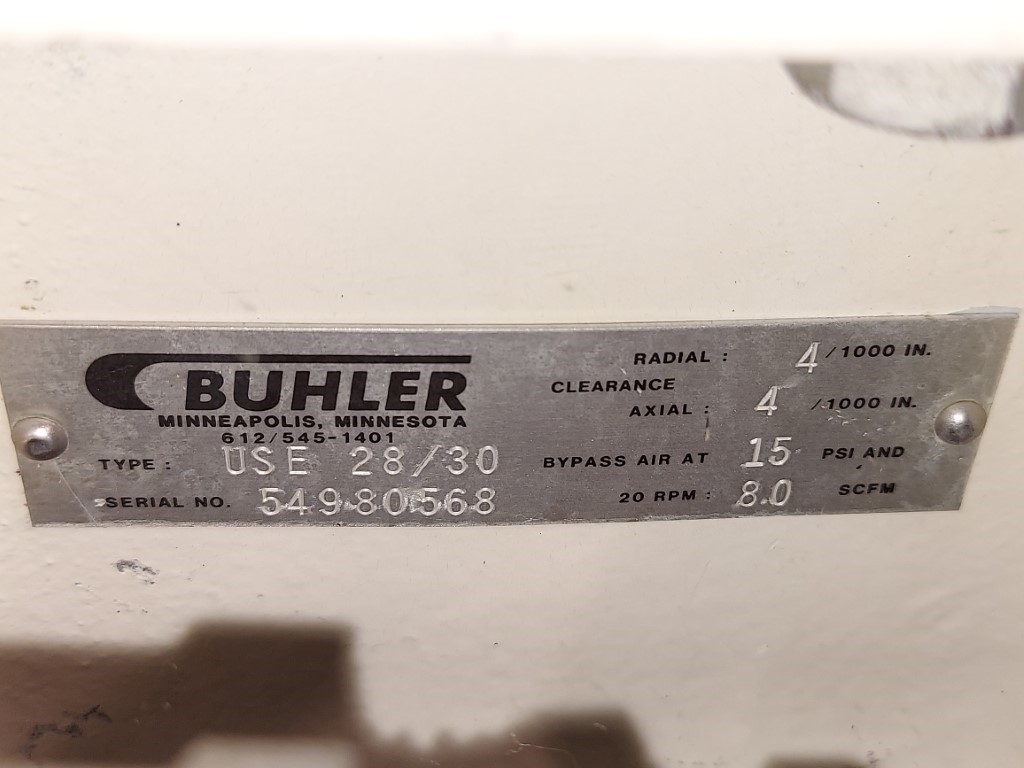 BUHLER
MINNEAPOLIS, MINNESOTA
612/545-1401
TYPE: USE 28/30
SERIAL NO. 54980568
RADIAL: 4 /1000 IN.
CLEARANCE
AXIAL: 4 /1000 IN.
BYPASS AIR AT 15 PSI AND
20 RPM: 8.0 SCFM